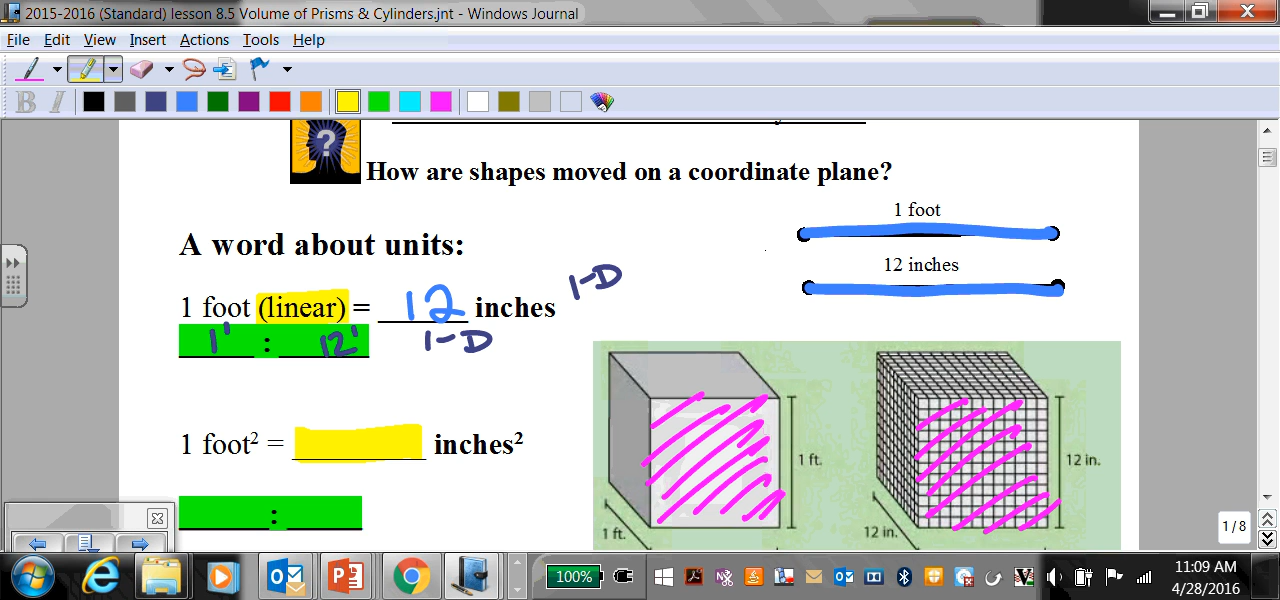 2015-2016 (Standard) lesson 8.5 Volume of Prisms & Cylinders.jnt - Windows Journal
File Edit View Insert Actions Tools Help
B I
?
How are shapes moved on a coordinate plane?
1 foot
A word about units:
12 inches
1-D
1 foot (linear) = 12 inches
1' : 12'
1-D
1 foot² = ______ inches²
1 ft.
12 in.
:
1 ft.
12 in.
1 / 8
100%
11:09 AM
4/28/2016